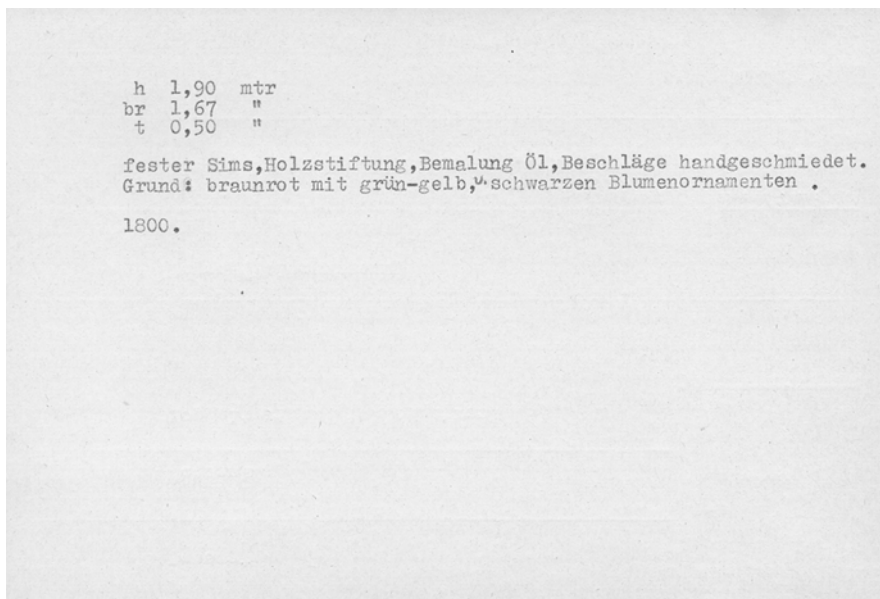 h 1,90 mtr
br 1,67 "
t 0,50 "
fester Sims,Holzstiftung,Bemalung Öl,Beschläge handgeschmiedet.
Grund: braunrot mit grün-gelb,u.schwarzen Blumenornamenten .
1800.